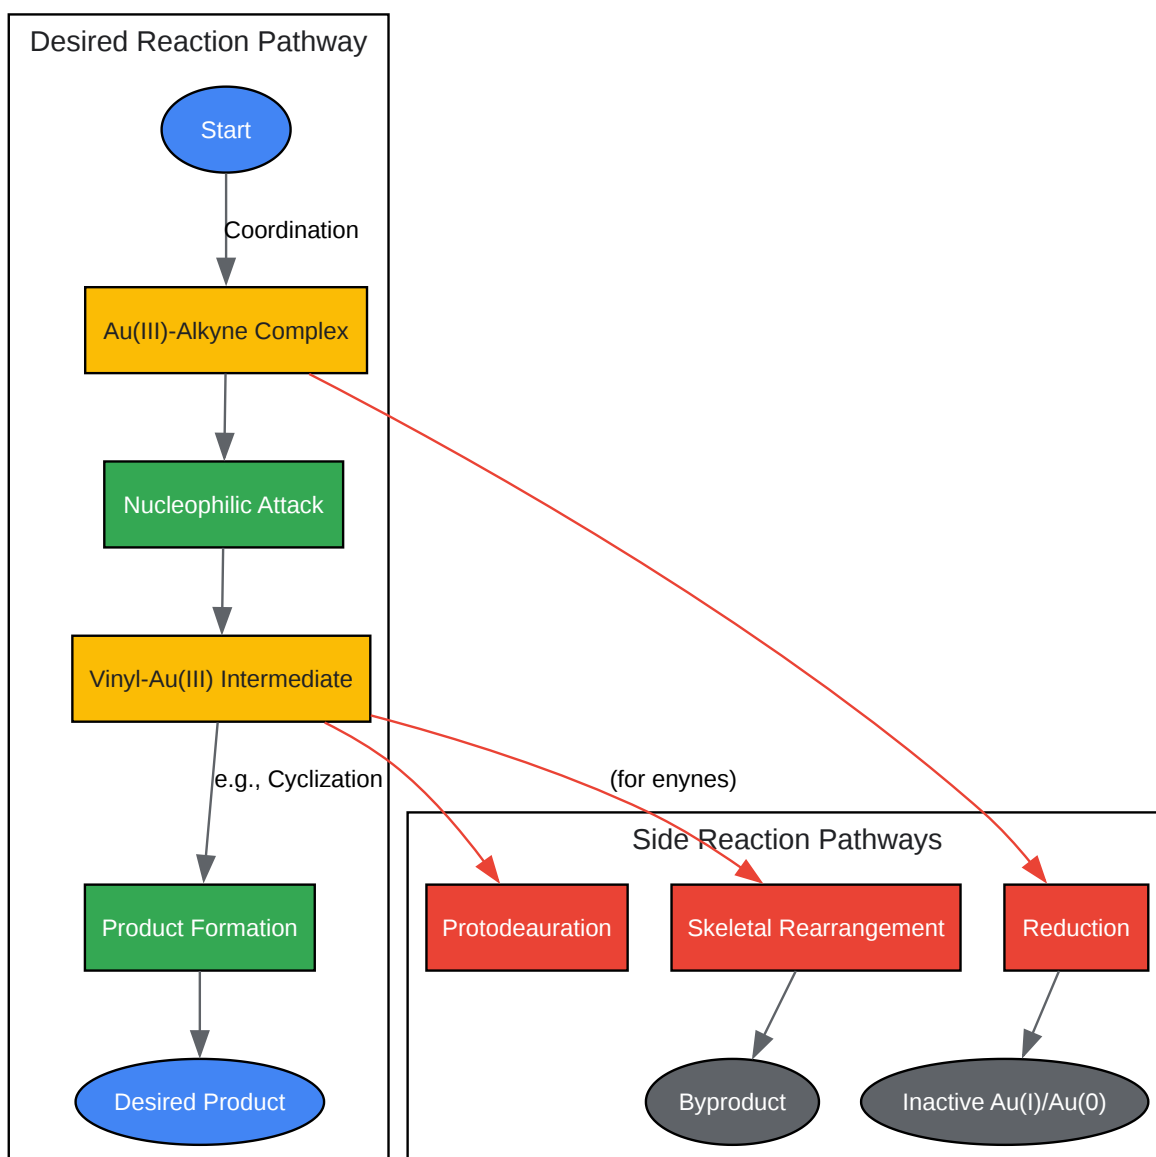 Desired Reaction Pathway
Start
Coordination
Au(III)-Alkyne Complex
Nucleophilic Attack
Vinyl-Au(III) Intermediate
e.g., Cyclization
(for enynes)
Product Formation
Desired Product
Side Reaction Pathways
Protodeauration
Skeletal Rearrangement
Reduction
Byproduct
Inactive Au(I)/Au(0)